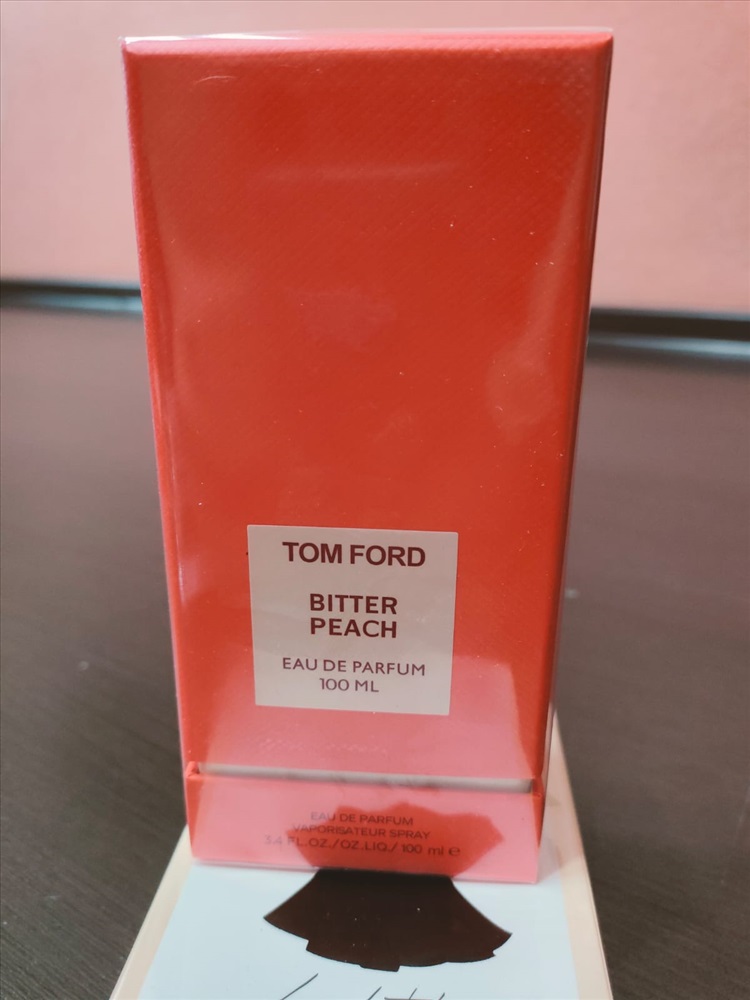 TOM FORD
BITTER
PEACH
EAU DE PARFUM
100 ML
EAU DE PARFUM
VAPORISATEUR SPRAY
3.4 FL.OZ./OZ.LIQ./ 100 ml ℮